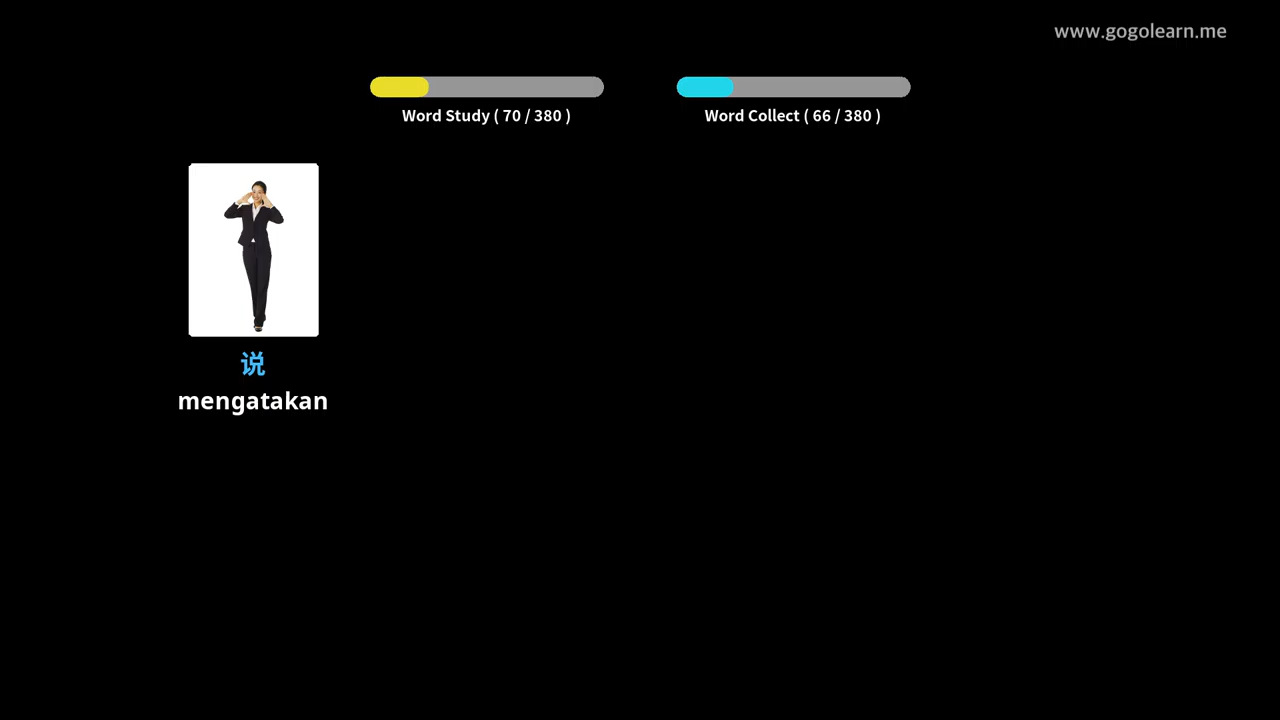 www.gogolearn.me
Word Study ( 70 / 380 )
Word Collect ( 66 / 380 )
说
mengatakan